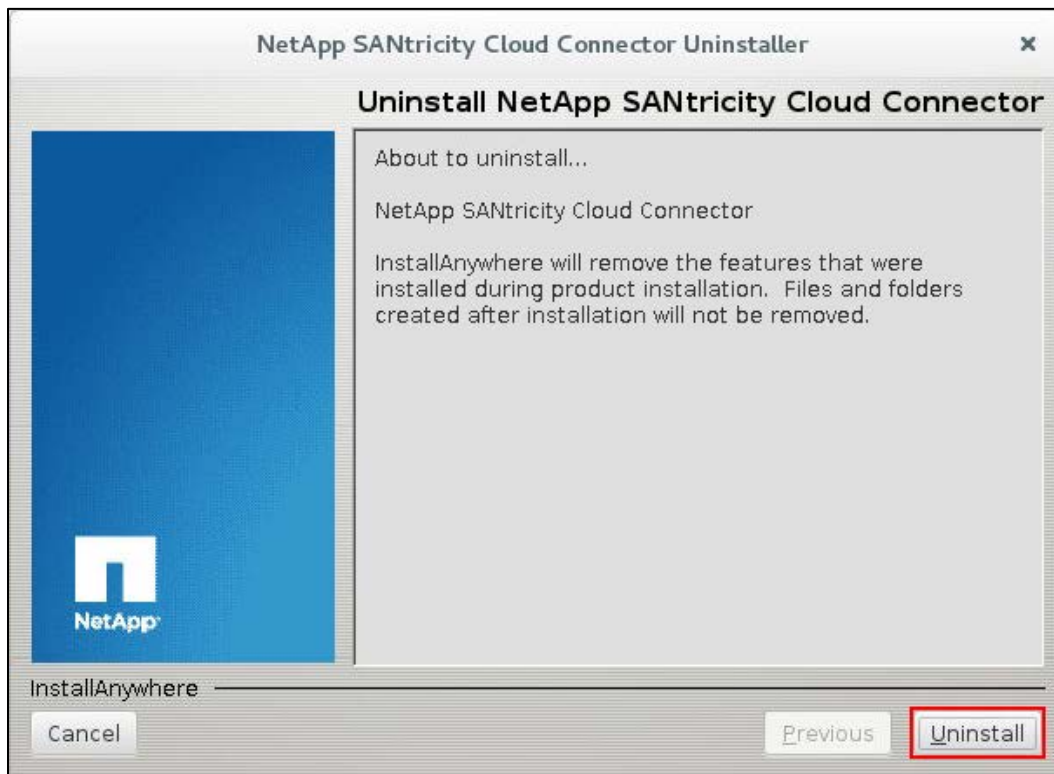 NetApp SANtricity Cloud Connector Uninstaller
Uninstall NetApp SANtricity Cloud Connector
About to uninstall...
NetApp SANtricity Cloud Connector
InstallAnywhere will remove the features that were
installed during product installation.  Files and folders
created after installation will not be removed.
NetApp
InstallAnywhere
Cancel
Previous
Uninstall